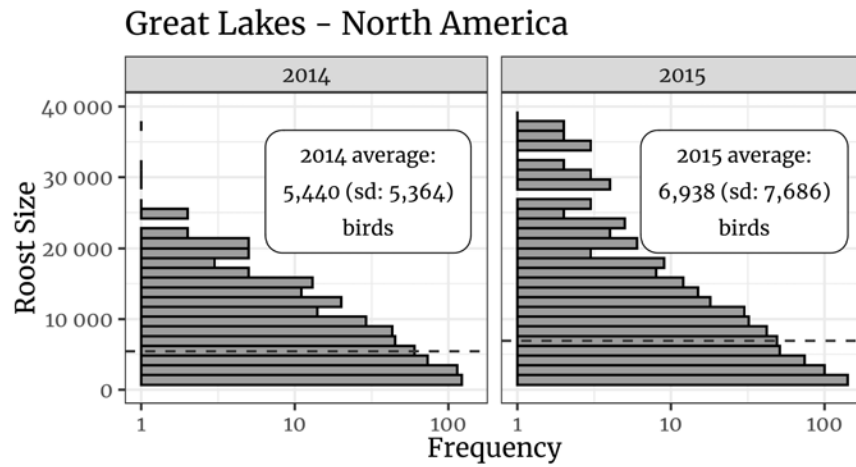 Great Lakes - North America
2014
2015
40 000
30 000
20 000
10 000
0
Roost Size
2014 average:
5,440 (sd: 5,364)
birds
2015 average:
6,938 (sd: 7,686)
birds
1
10
100
1
10
100
Frequency